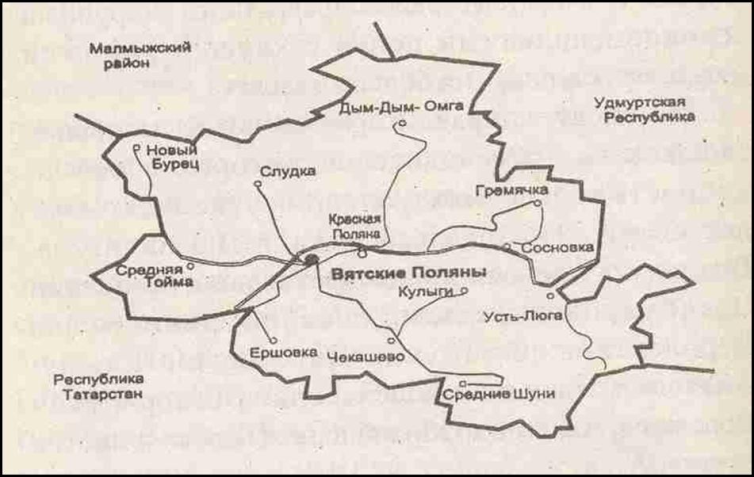 Малмыжский
район
Дым-Дым-Омга
Удмуртская
Республика
Новый
Бурец
Слудка
Гремячка
Красная
Поляна
Сосновка
Средняя
Тойма
Вятские Поляны
Кулыги
Усть-Люга
Ершовка
Чекашево
Республика
Татарстан
Средние Шуни